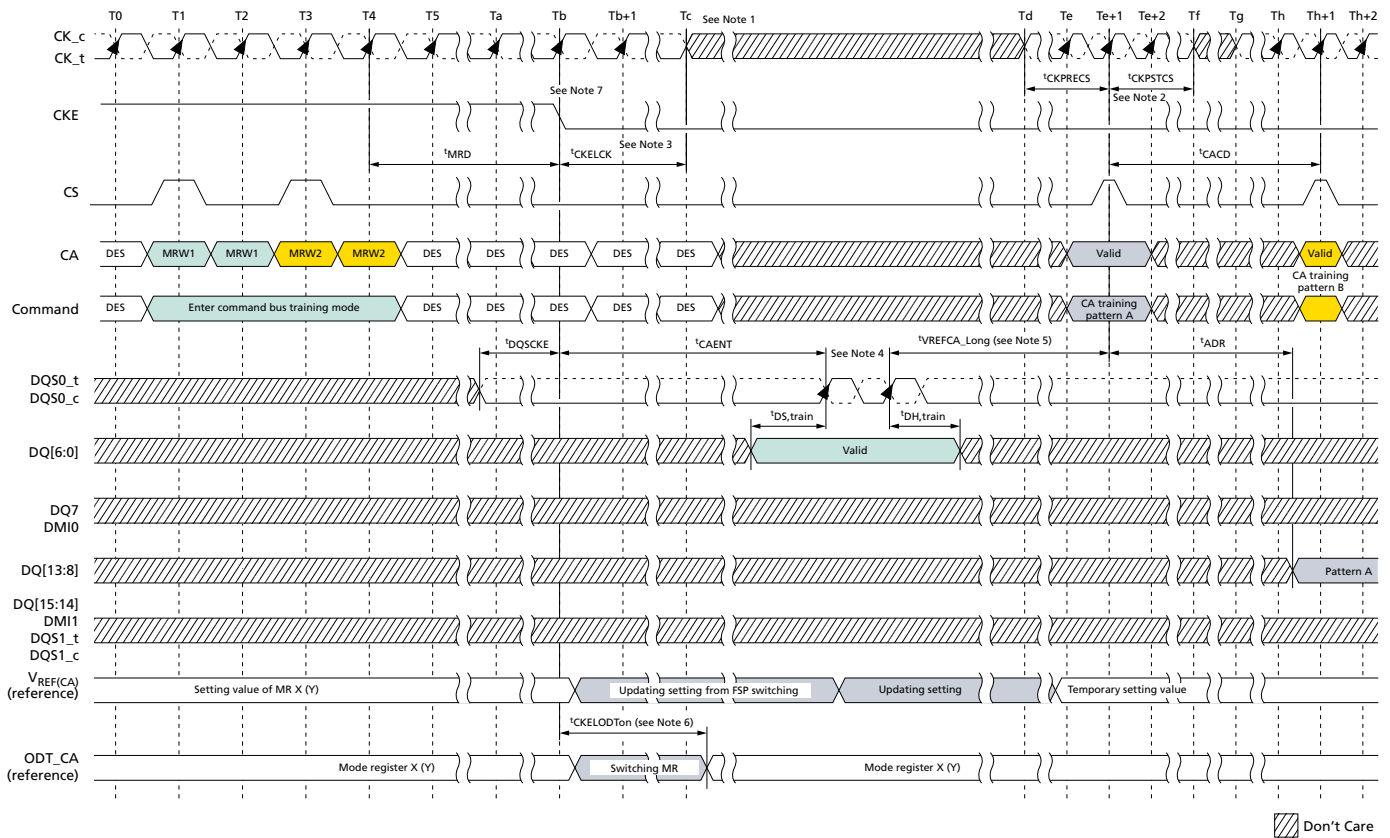 T0 T1 T2 T3 T4 T5 Ta Tb Tb+1 Tc See Note 1 Td Te Te+1 Te+2 Tf Tg Th Th+1 Th+2
CK_c
CK_t
tCKPRECS tCKPSTCS
See Note 7 See Note 2
CKE
See Note 3
tMRD tCKELCK tCACD
CS
CA DES MRW1 MRW1 MRW2 MRW2 DES DES DES DES DES Valid Valid
CA training
pattern B
Command DES Enter command bus training mode DES DES DES DES DES CA training
pattern A
tDQSCKE tCAENT See Note 4 tVREFCA_Long (see Note 5) tADR
DQS0_t
DQS0_c
tDS,train tDH,train
DQ[6:0] Valid
DQ7
DMI0
DQ[13:8] Pattern A
DQ[15:14]
DMI1
DQS1_t
DQS1_c
VREF(CA)
(reference) Setting value of MR X (Y) Updating setting from FSP switching Updating setting Temporary setting value
tCKELODTon (see Note 6)
ODT_CA
(reference) Mode register X (Y) Switching MR Mode register X (Y)
Don't Care